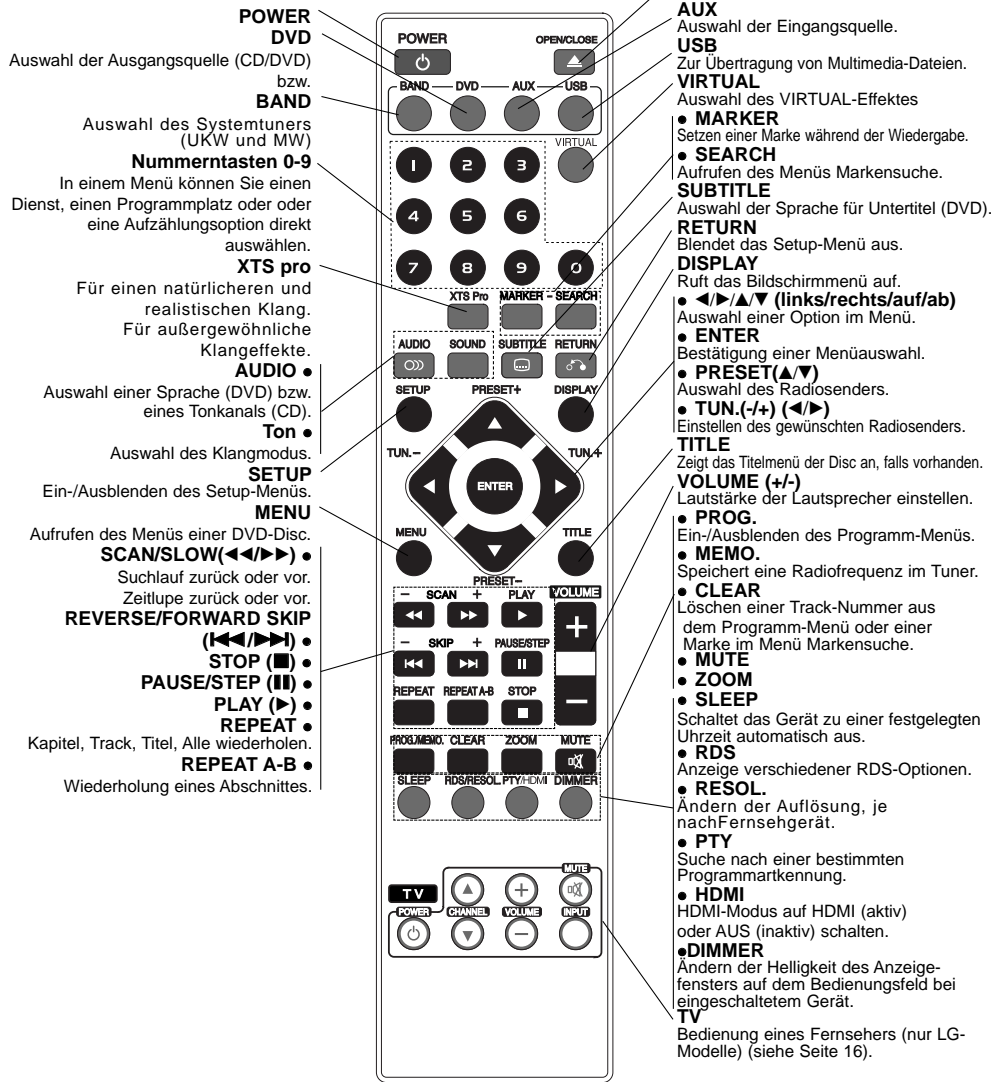 POWER
DVD
Auswahl der Ausgangsquelle (CD/DVD)
bzw.
BAND
Auswahl des Systemtuners
(UKW und MW)
Nummerntasten 0-9
In einem Menü können Sie einen
Dienst, einen Programmplatz oder oder
eine Aufzählungsoption direkt
auswählen.
XTS pro
Für einen natürlicheren und
realistischen Klang.
Für außergewöhnliche
Klangeffekte.
AUDIO •
Auswahl einer Sprache (DVD) bzw.
eines Tonkanals (CD).
Ton •
Auswahl des Klangmodus.
SETUP
Ein-/Ausblenden des Setup-Menüs.
MENU
Aufrufen des Menüs einer DVD-Disc.
SCAN/SLOW(◄◄/►►) •
Suchlauf zurück oder vor.
Zeitlupe zurück oder vor.
REVERSE/FORWARD SKIP
(I◄◄/►►I) •
STOP (■) •
PAUSE/STEP (II) •
PLAY (►) •
REPEAT •
Kapitel, Track, Titel, Alle wiederholen.
REPEAT A-B •
Wiederholung eines Abschnittes.
POWER OPEN/CLOSE
BAND DVD AUX USB
VIRTUAL
1 2 3
4 5 6
7 8 9 0
XTS Pro MARKER - SEARCH
AUDIO SOUND SUBTITLE RETURN
SETUP PRESET+ DISPLAY
TUN.- TUN.+
ENTER
MENU TITLE
PRESET-
- SCAN + PLAY VOLUME
+
- SKIP + PAUSE/STEP
-
REPEAT REPEAT A-B STOP
PROG./MEMO. CLEAR ZOOM MUTE
SLEEP RDS/RESOL. PTY/HDMI DIMMER
MUTE
TV
POWER CHANNEL VOLUME INPUT
AUX
Auswahl der Eingangsquelle.
USB
Zur Übertragung von Multimedia-Dateien.
VIRTUAL
Auswahl des VIRTUAL-Effektes
• MARKER
Setzen einer Marke während der Wiedergabe.
• SEARCH
Aufrufen des Menüs Markensuche.
SUBTITLE
Auswahl der Sprache für Untertitel (DVD).
RETURN
Blendet das Setup-Menü aus.
DISPLAY
Ruft das Bildschirmmenü auf.
• ◄/►/▲/▼ (links/rechts/auf/ab)
Auswahl einer Option im Menü.
• ENTER
Bestätigung einer Menüauswahl.
• PRESET(▲/▼)
Auswahl des Radiosenders.
• TUN.(-/+) (◄/►)
Einstellen des gewünschten Radiosenders.
TITLE
Zeigt das Titelmenü der Disc an, falls vorhanden.
VOLUME (+/-)
Lautstärke der Lautsprecher einstellen.
• PROG.
Ein-/Ausblenden des Programm-Menüs.
• MEMO.
Speichert eine Radiofrequenz im Tuner.
• CLEAR
Löschen einer Track-Nummer aus
dem Programm-Menü oder einer
Marke im Menü Markensuche.
• MUTE
• ZOOM
• SLEEP
Schaltet das Gerät zu einer festgelegten
Uhrzeit automatisch aus.
• RDS
Anzeige verschiedener RDS-Optionen.
• RESOL.
Ändern der Auflösung, je
nachFernsehgerät.
• PTY
Suche nach einer bestimmten
Programmartkennung.
• HDMI
HDMI-Modus auf HDMI (aktiv)
oder AUS (inaktiv) schalten.
•DIMMER
Ändern der Helligkeit des Anzeige-
fensters auf dem Bedienungsfeld bei
eingeschaltetem Gerät.
TV
Bedienung eines Fernsehers (nur LG-
Modelle) (siehe Seite 16).